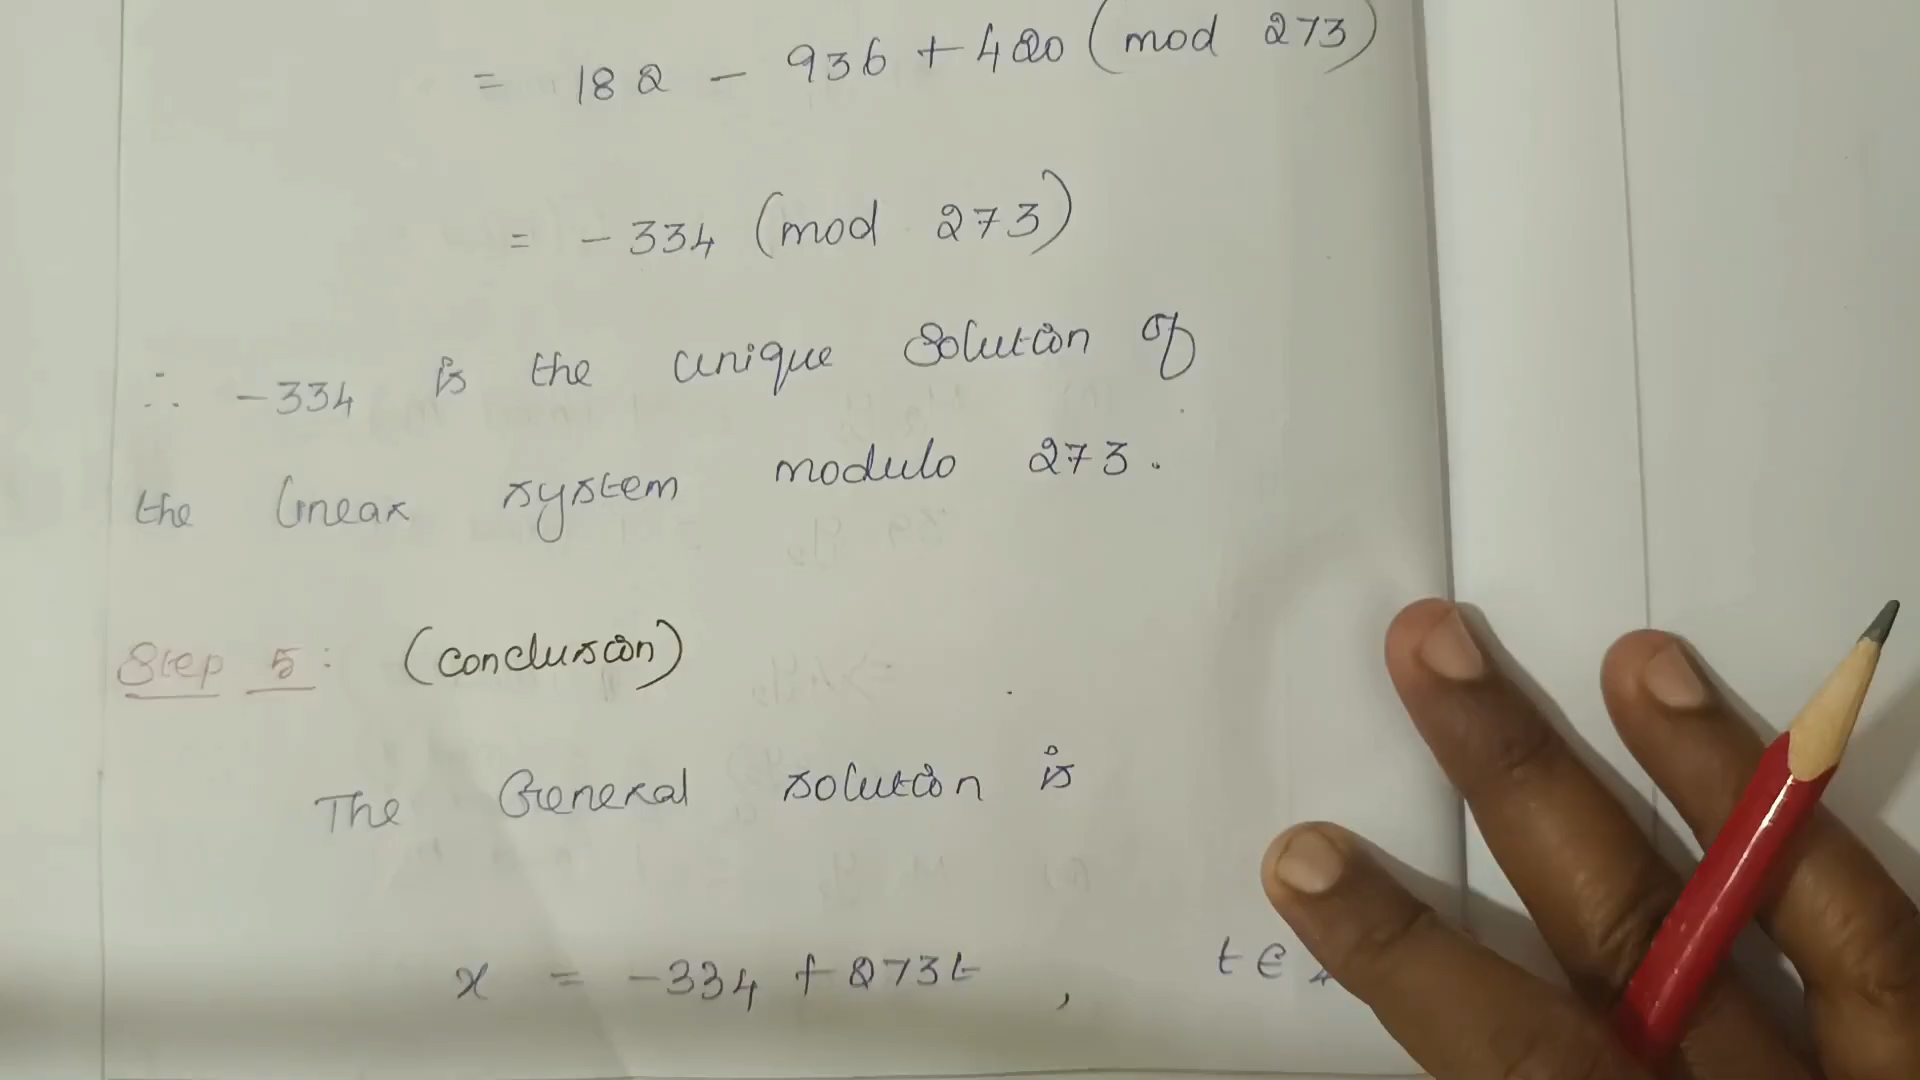 = 182 - 936 + 420 (mod 273)
= -334 (mod 273)
∴ -334 is the unique solution of
the linear system modulo 273.
Step 5: (conclusion)
The General solution is
x = -334 + 273t, t ∈